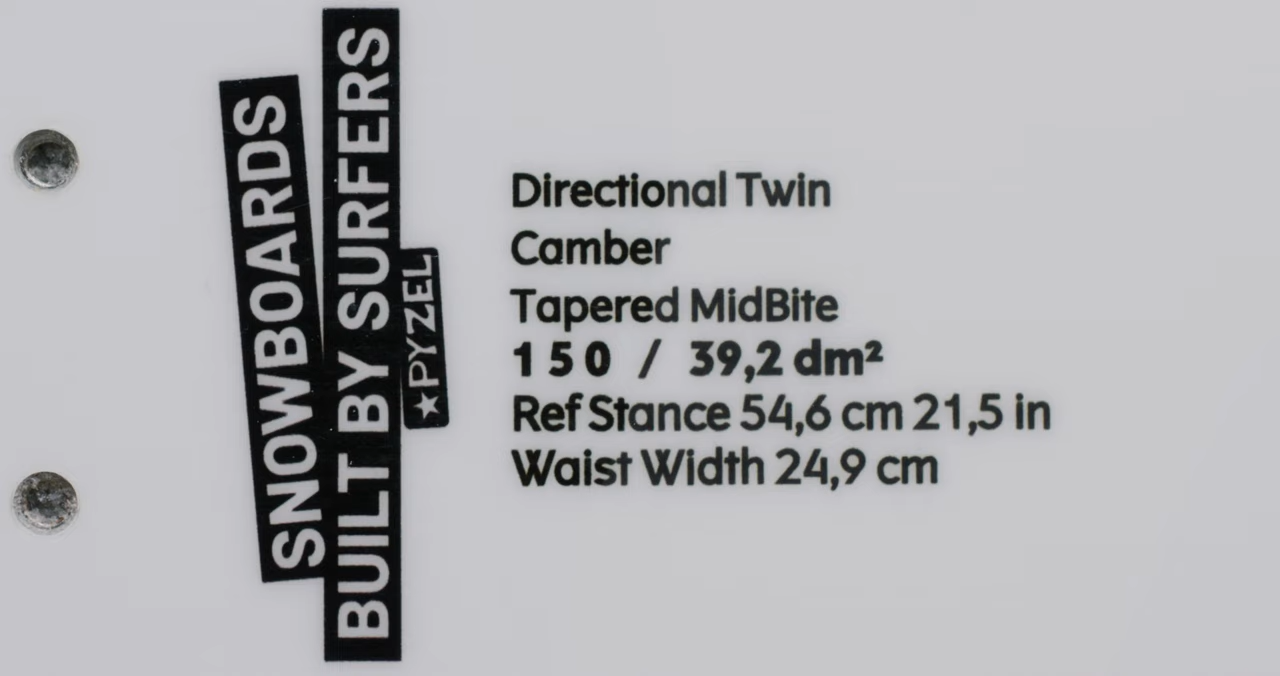 SNOWBOARDS
BUILT BY SURFERS
★PYZEL
Directional Twin
Camber
Tapered MidBite
150 / 39,2 dm²
Ref Stance 54,6 cm 21,5 in
Waist Width 24,9 cm